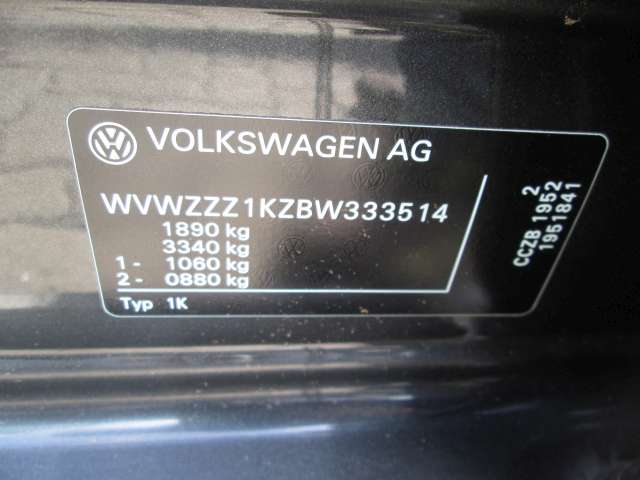 VOLKSWAGEN AG
WVWZZZ1KZBW333514
1890 kg
3340 kg
1 - 1060 kg
2 - 0880 kg
Typ 1K
2
CCZB 1952
1951841